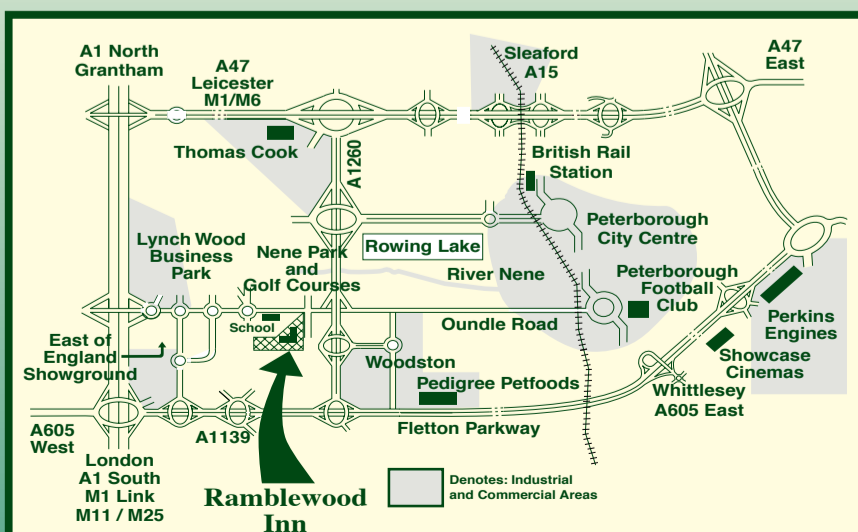 A1 North
Grantham
A47
Leicester
M1/M6
Sleaford
A15
A47
East
Thomas Cook
A1260
British Rail
Station
Lynch Wood
Business
Park
Nene Park
and
Golf Courses
Rowing Lake
River Nene
Peterborough
City Centre
Peterborough
Football
Club
Perkins
Engines
School
Oundle Road
East of
England
Showground
Woodston
Showcase
Cinemas
Pedigree Petfoods
Whittlesey
A605 East
A605
West
A1139
Fletton Parkway
London
A1 South
M1 Link
M11 / M25
Ramblewood
Inn
Denotes: Industrial
and Commercial Areas